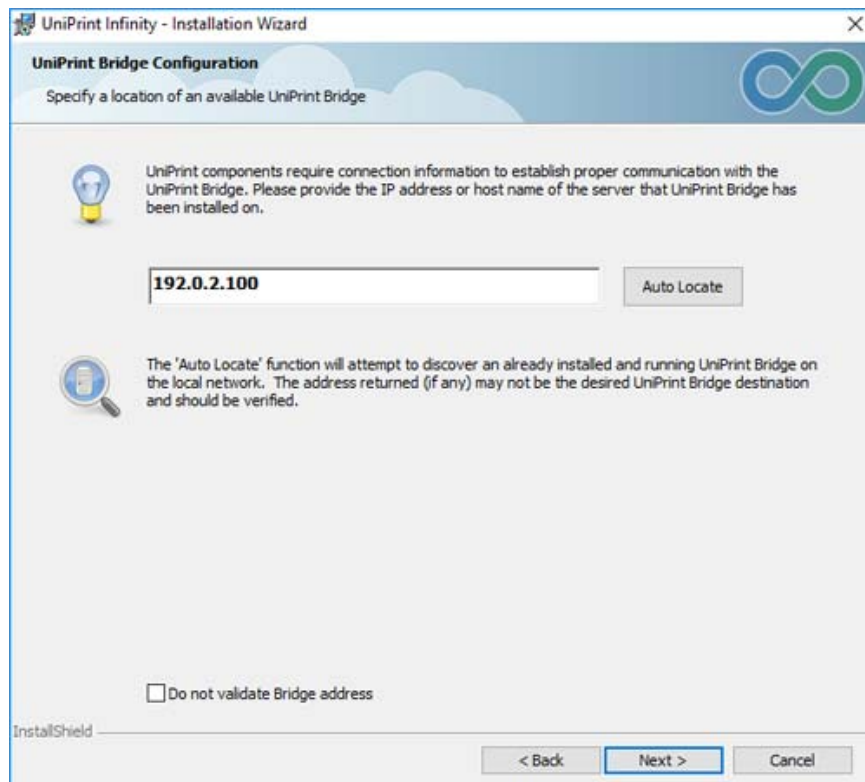 UniPrint Infinity - Installation Wizard
UniPrint Bridge Configuration
Specify a location of an available UniPrint Bridge
UniPrint components require connection information to establish proper communication with the
UniPrint Bridge. Please provide the IP address or host name of the server that UniPrint Bridge has
been installed on.
192.0.2.100
Auto Locate
The 'Auto Locate' function will attempt to discover an already installed and running UniPrint Bridge on
the local network. The address returned (if any) may not be the desired UniPrint Bridge destination
and should be verified.
Do not validate Bridge address
InstallShield
< Back
Next >
Cancel